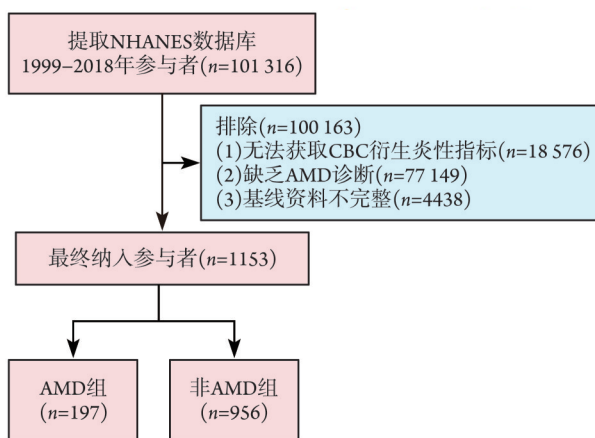 提取NHANES数据库
1999–2018年参与者(n=101 316)
排除(n=100 163)
(1)无法获取CBC衍生炎性指标(n=18 576)
(2)缺乏AMD诊断(n=77 149)
(3)基线资料不完整(n=4438)
最终纳入参与者(n=1153)
AMD组
(n=197)
非AMD组
(n=956)